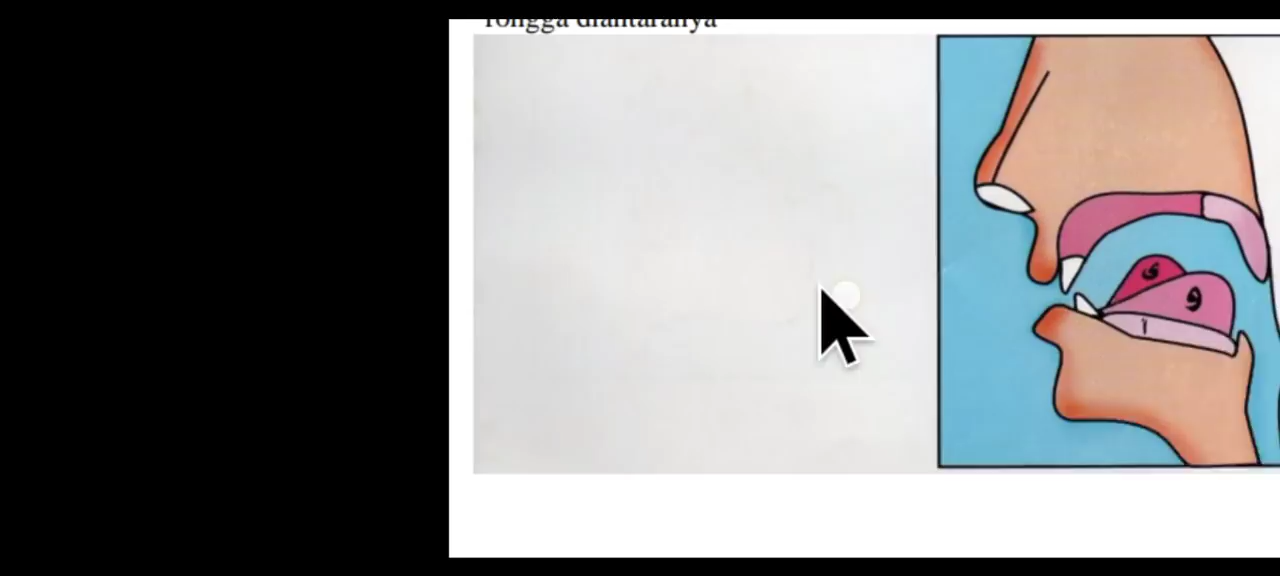 rongga diantaranya
ي
و
ا